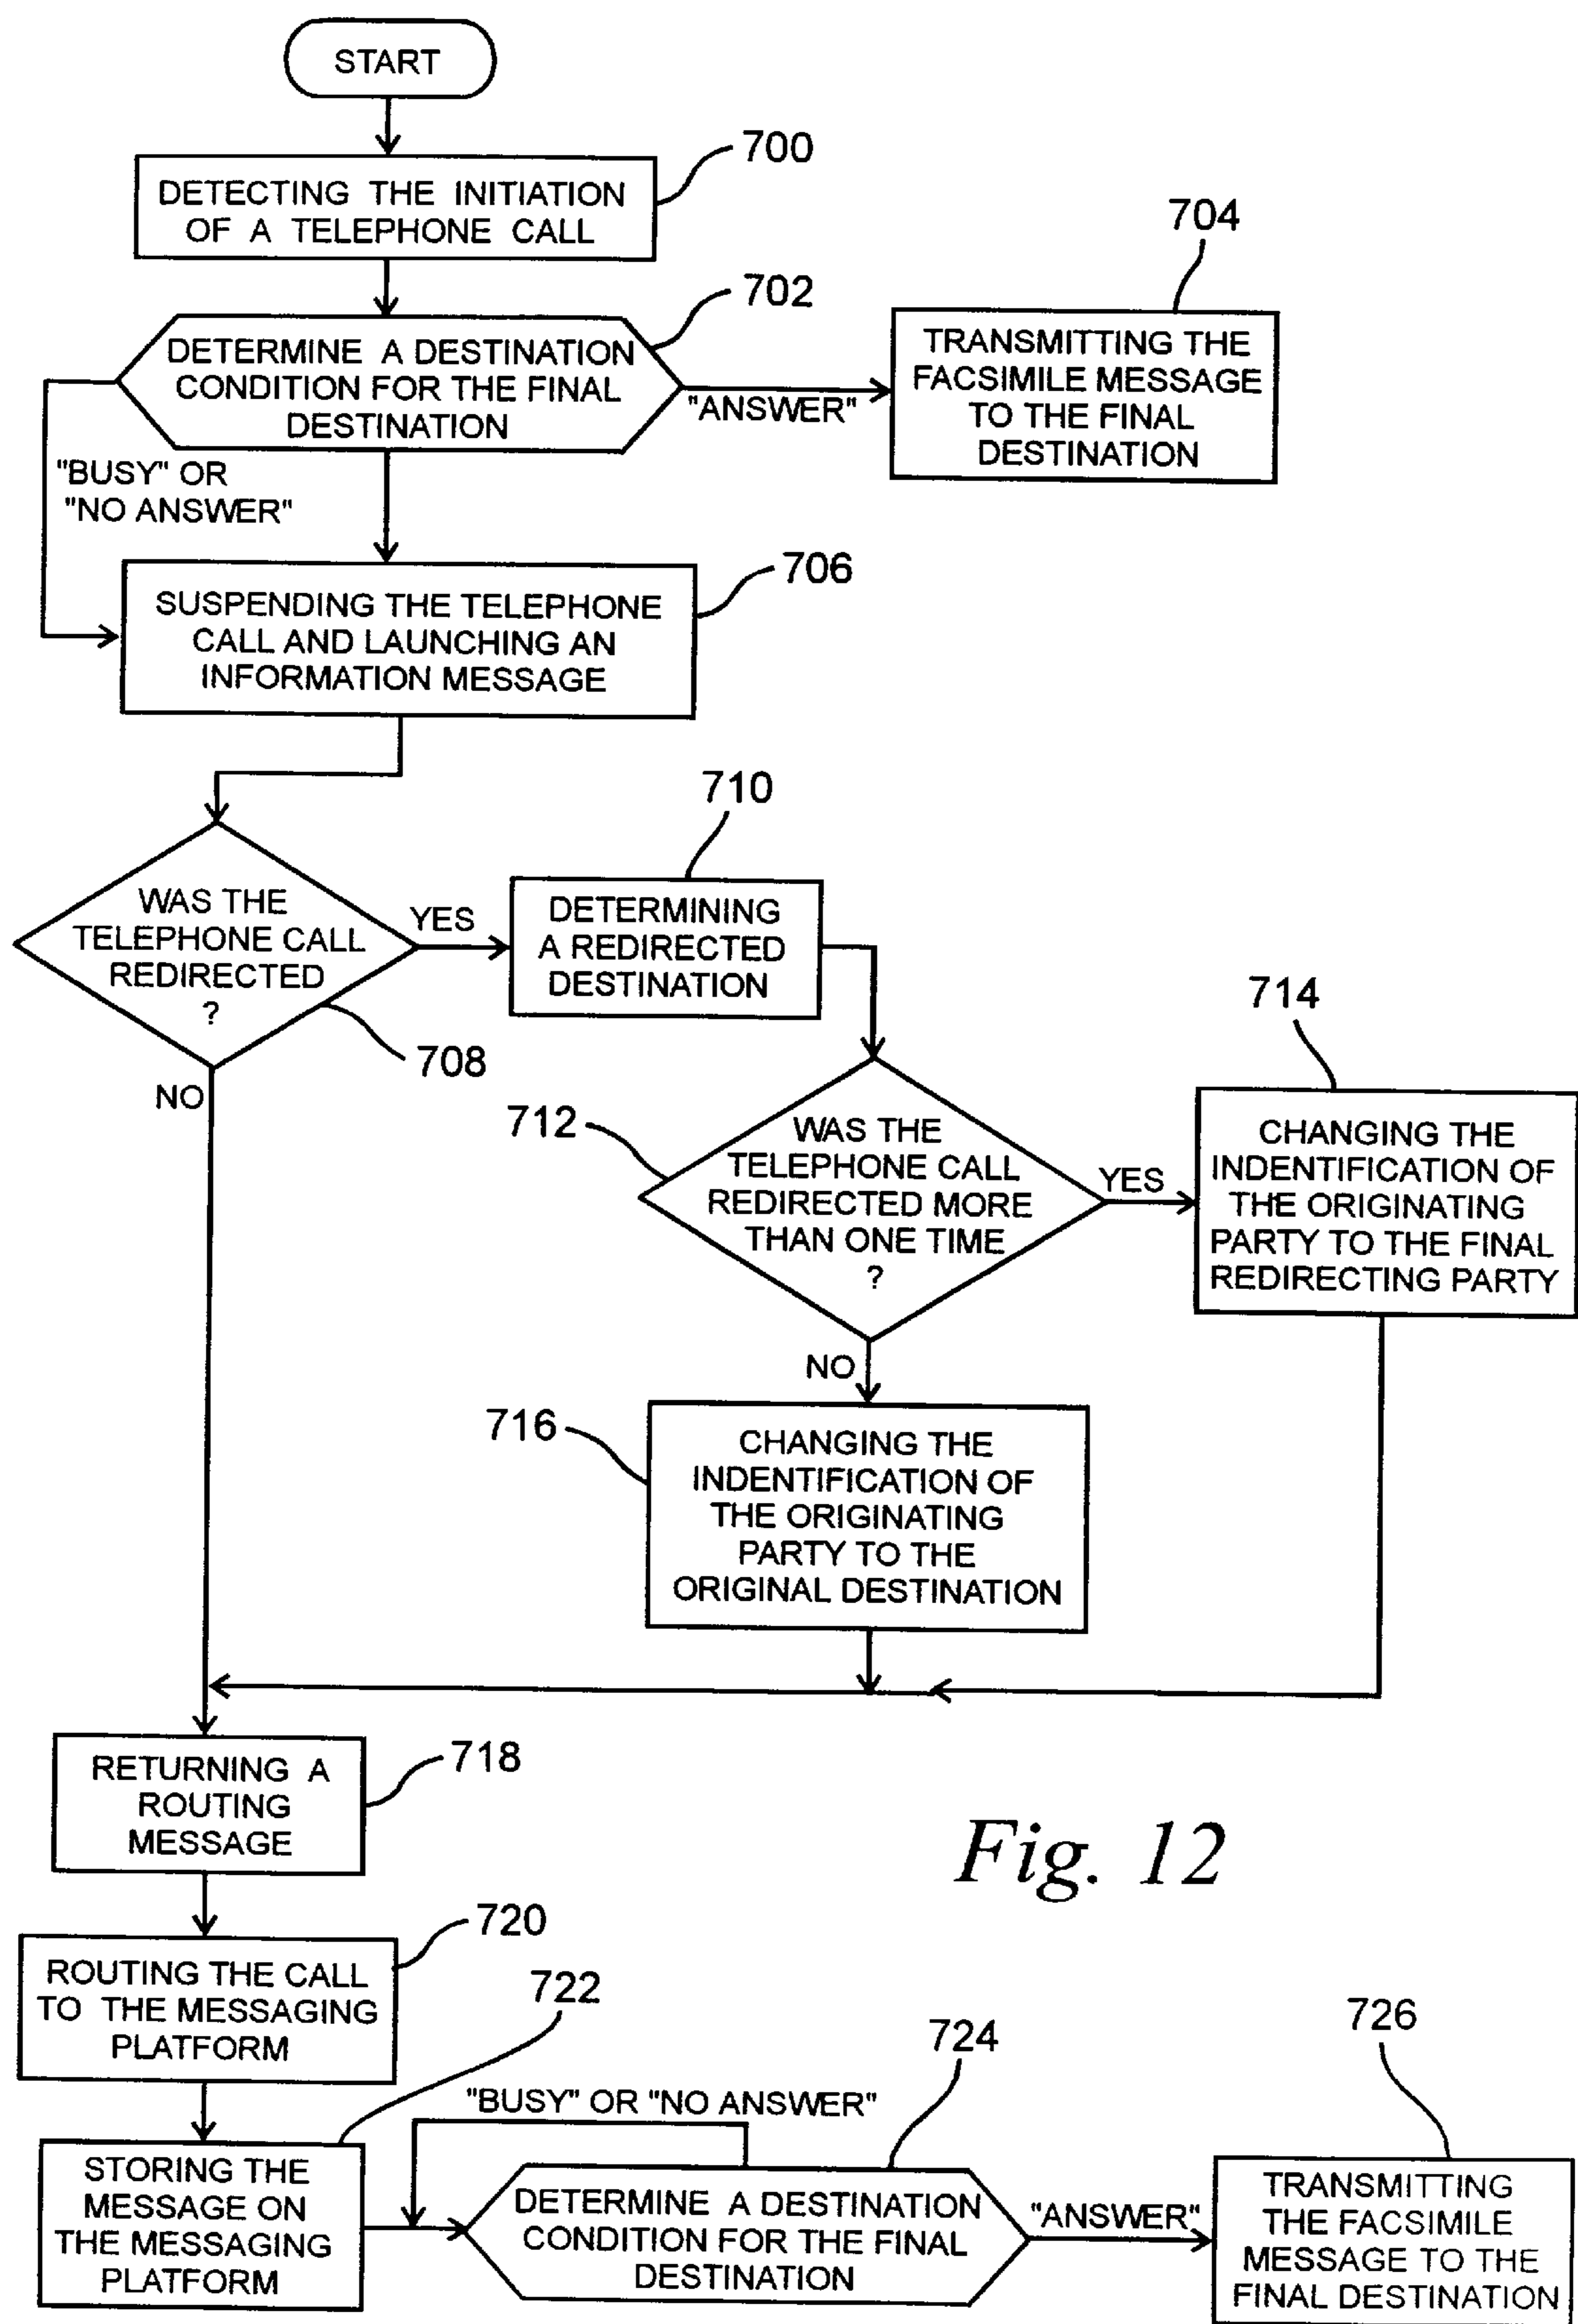 START
700
DETECTING THE INITIATION
OF A TELEPHONE CALL
702
DETERMINE A DESTINATION
CONDITION FOR THE FINAL
DESTINATION
"ANSWER"
704
TRANSMITTING THE
FACSIMILE MESSAGE
TO THE FINAL
DESTINATION
"BUSY" OR
"NO ANSWER"
706
SUSPENDING THE TELEPHONE
CALL AND LAUNCHING AN
INFORMATION MESSAGE
WAS THE
TELEPHONE CALL
REDIRECTED
?
708
YES
NO
710
DETERMINING
A REDIRECTED
DESTINATION
712
WAS THE
TELEPHONE CALL
REDIRECTED MORE
THAN ONE TIME
?
YES
NO
714
CHANGING THE
INDENTIFICATION OF
THE ORIGINATING
PARTY TO THE FINAL
REDIRECTING PARTY
716
CHANGING THE
INDENTIFICATION OF
THE ORIGINATING
PARTY TO THE
ORIGINAL DESTINATION
718
RETURNING A
ROUTING
MESSAGE
Fig. 12
720
ROUTING THE CALL
TO THE MESSAGING
PLATFORM
722
STORING THE
MESSAGE ON
THE MESSAGING
PLATFORM
"BUSY" OR "NO ANSWER"
724
DETERMINE A DESTINATION
CONDITION FOR THE FINAL
DESTINATION
"ANSWER"
726
TRANSMITTING
THE FACSIMILE
MESSAGE TO THE
FINAL DESTINATION